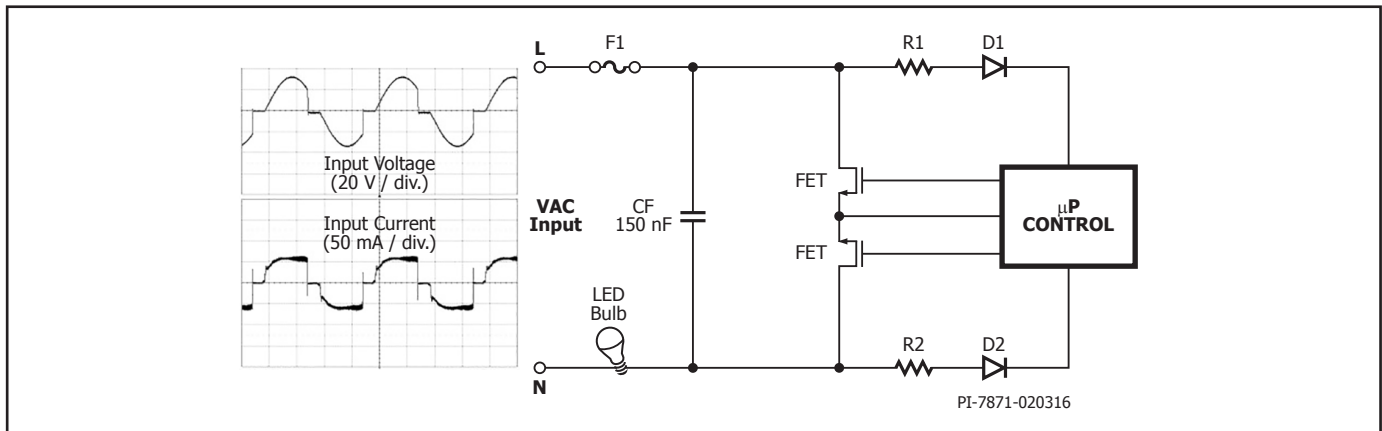 Input Voltage
(20 V / div.)
Input Current
(50 mA / div.)
L
F1
VAC
Input
CF
150 nF
LED
Bulb
N
R1
D1
FET
FET
µP
CONTROL
R2
D2
PI-7871-020316